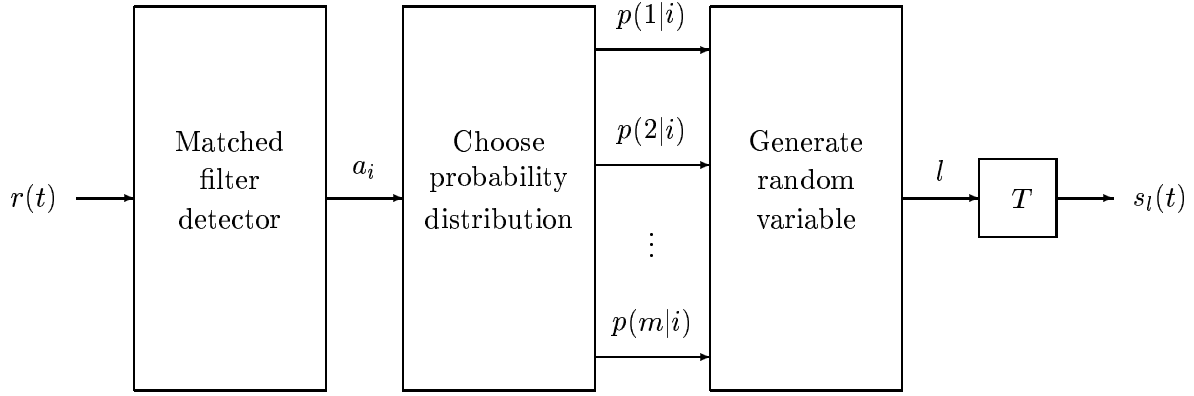 r(t)
Matched
filter
detector
a_i
Choose
probability
distribution
p(1|i)
p(2|i)
⋮
p(m|i)
Generate
random
variable
l
T
s_l(t)